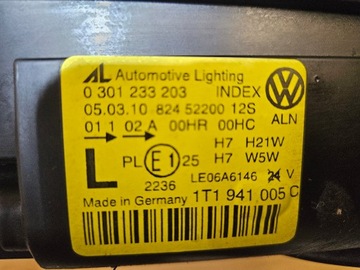 AL Automotive Lighting
0 301 233 203 INDEX
05.03.10 824 52200 12S
01 1 02 A 00HR 00HC ALN
H7 H21W
L PL E1 25 H7 W5W
2236 LE06A6146 24 V
Made in Germany 1T1 941 005 C